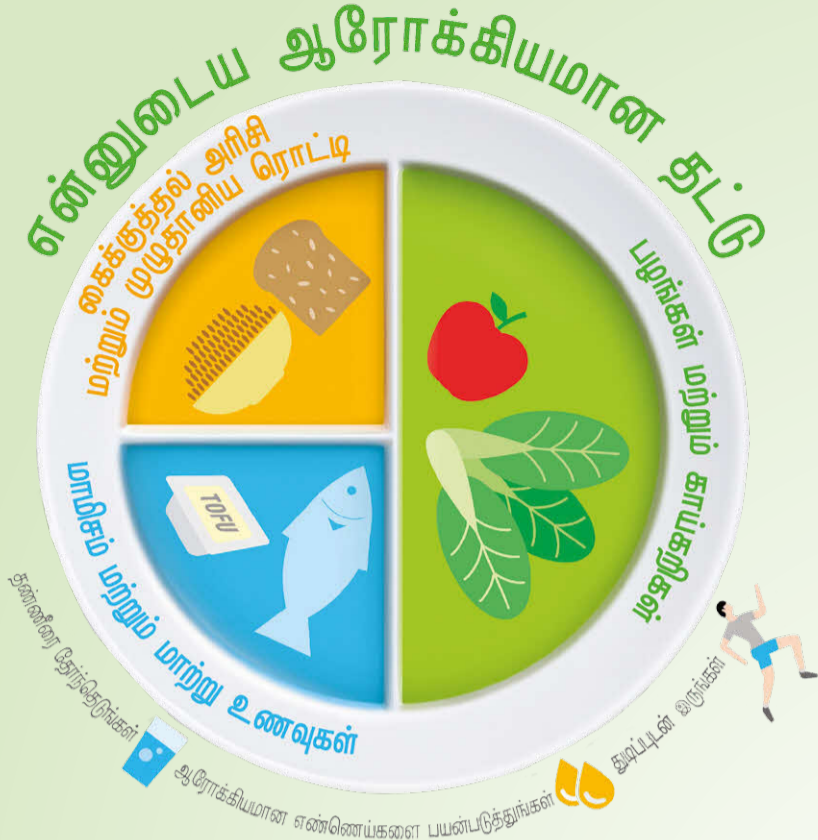 என்னுடைய ஆரோக்கியமான தட்டு
கைக்குத்தல் அரிசி
மற்றும் முழுதானிய ரொட்டி
பழங்கள் மற்றும் காய்கறிகள்
TOFU
மாமிசம் மற்றும் மாற்று உணவுகள்
தண்ணீரை தேர்ந்தெடுங்கள்
ஆரோக்கியமான எண்ணெய்களை பயன்படுத்துங்கள்
துடிப்புடன் இருங்கள்